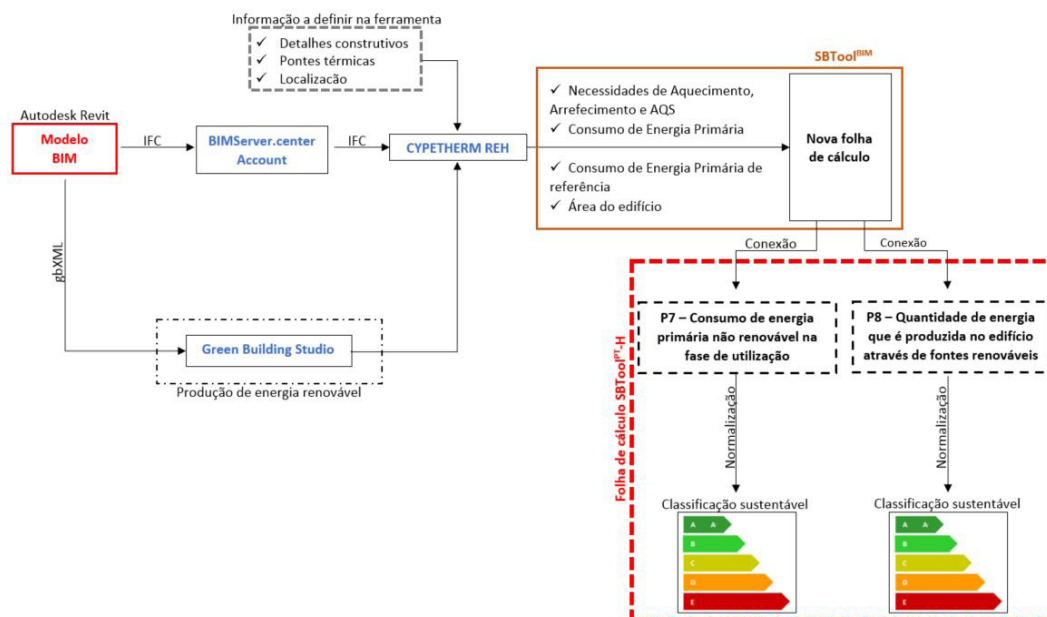 Informação a definir na ferramenta
✓ Detalhes construtivos
✓ Pontes térmicas
✓ Localização
SBTool^BIM
Autodesk Revit
Modelo
BIM
IFC
BIMServer.center
Account
IFC
CYPETHERM REH
✓ Necessidades de Aquecimento,
Arrefecimento e AQS
✓ Consumo de Energia Primária
✓ Consumo de Energia Primária de
referência
✓ Área do edifício
Nova folha
de cálculo
gbXML
Green Building Studio
Produção de energia renovável
Conexão
Conexão
Folha de cálculo SBTool^PT-H
P7 – Consumo de energia
primária não renovável na
fase de utilização
P8 – Quantidade de energia
que é produzida no edifício
através de fontes renováveis
Normalização
Normalização
Classificação sustentável
A A
B
C
D
E
Classificação sustentável
A A
B
C
D
E